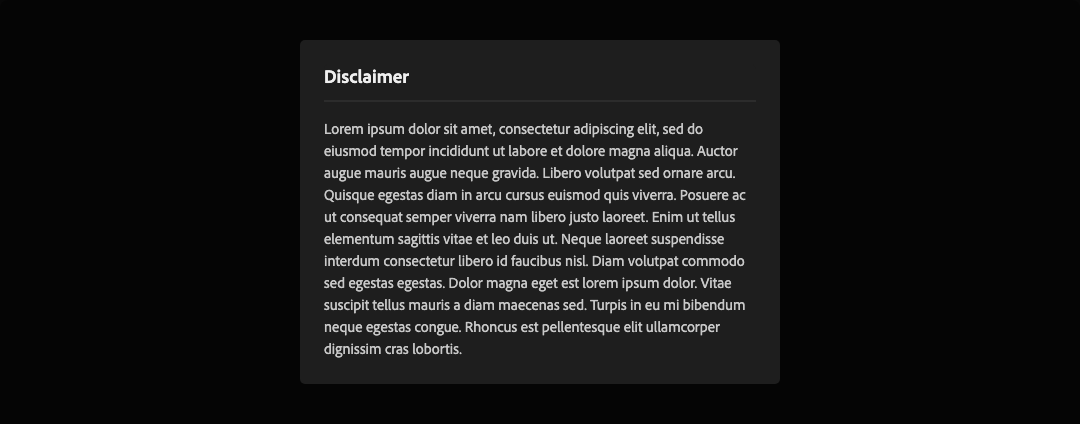 Disclaimer
Lorem ipsum dolor sit amet, consectetur adipiscing elit, sed do
eiusmod tempor incididunt ut labore et dolore magna aliqua. Auctor
augue mauris augue neque gravida. Libero volutpat sed ornare arcu.
Quisque egestas diam in arcu cursus euismod quis viverra. Posuere ac
ut consequat semper viverra nam libero justo laoreet. Enim ut tellus
elementum sagittis vitae et leo duis ut. Neque laoreet suspendisse
interdum consectetur libero id faucibus nisl. Diam volutpat commodo
sed egestas egestas. Dolor magna eget est lorem ipsum dolor. Vitae
suscipit tellus mauris a diam maecenas sed. Turpis in eu mi bibendum
neque egestas congue. Rhoncus est pellentesque elit ullamcorper
dignissim cras lobortis.